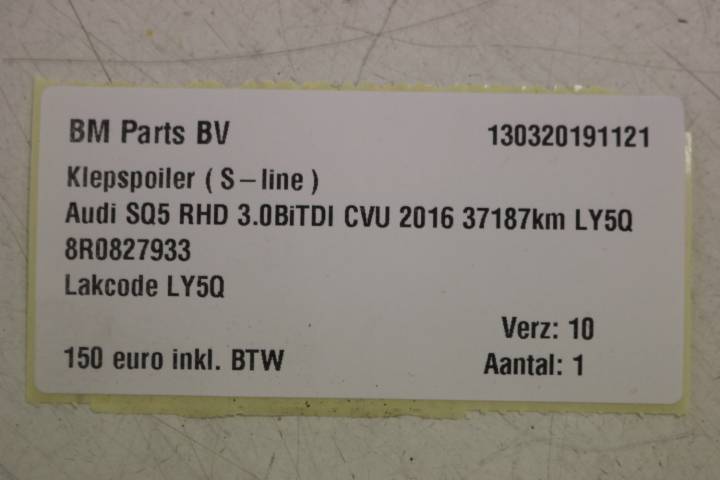 BM Parts BV 130320191121
Klepspoiler ( S-line )
Audi SQ5 RHD 3.0BiTDI CVU 2016 37187km LY5Q
8R0827933
Lakcode LY5Q
Verz: 10
150 euro inkl. BTW Aantal: 1